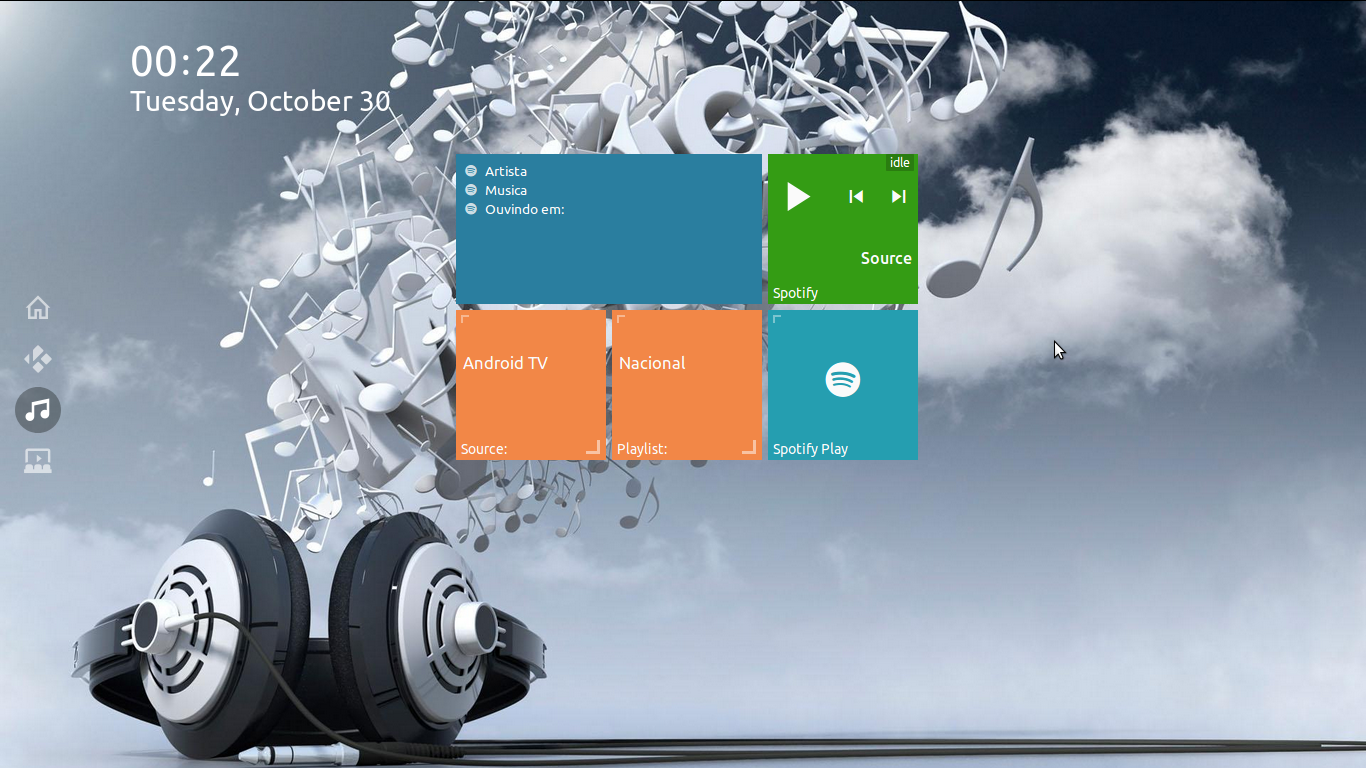 00:22
Tuesday, October 30
Artista
Musica
Ouvindo em:
idle
Source
Spotify
Android TV
Source:
Nacional
Playlist:
Spotify Play